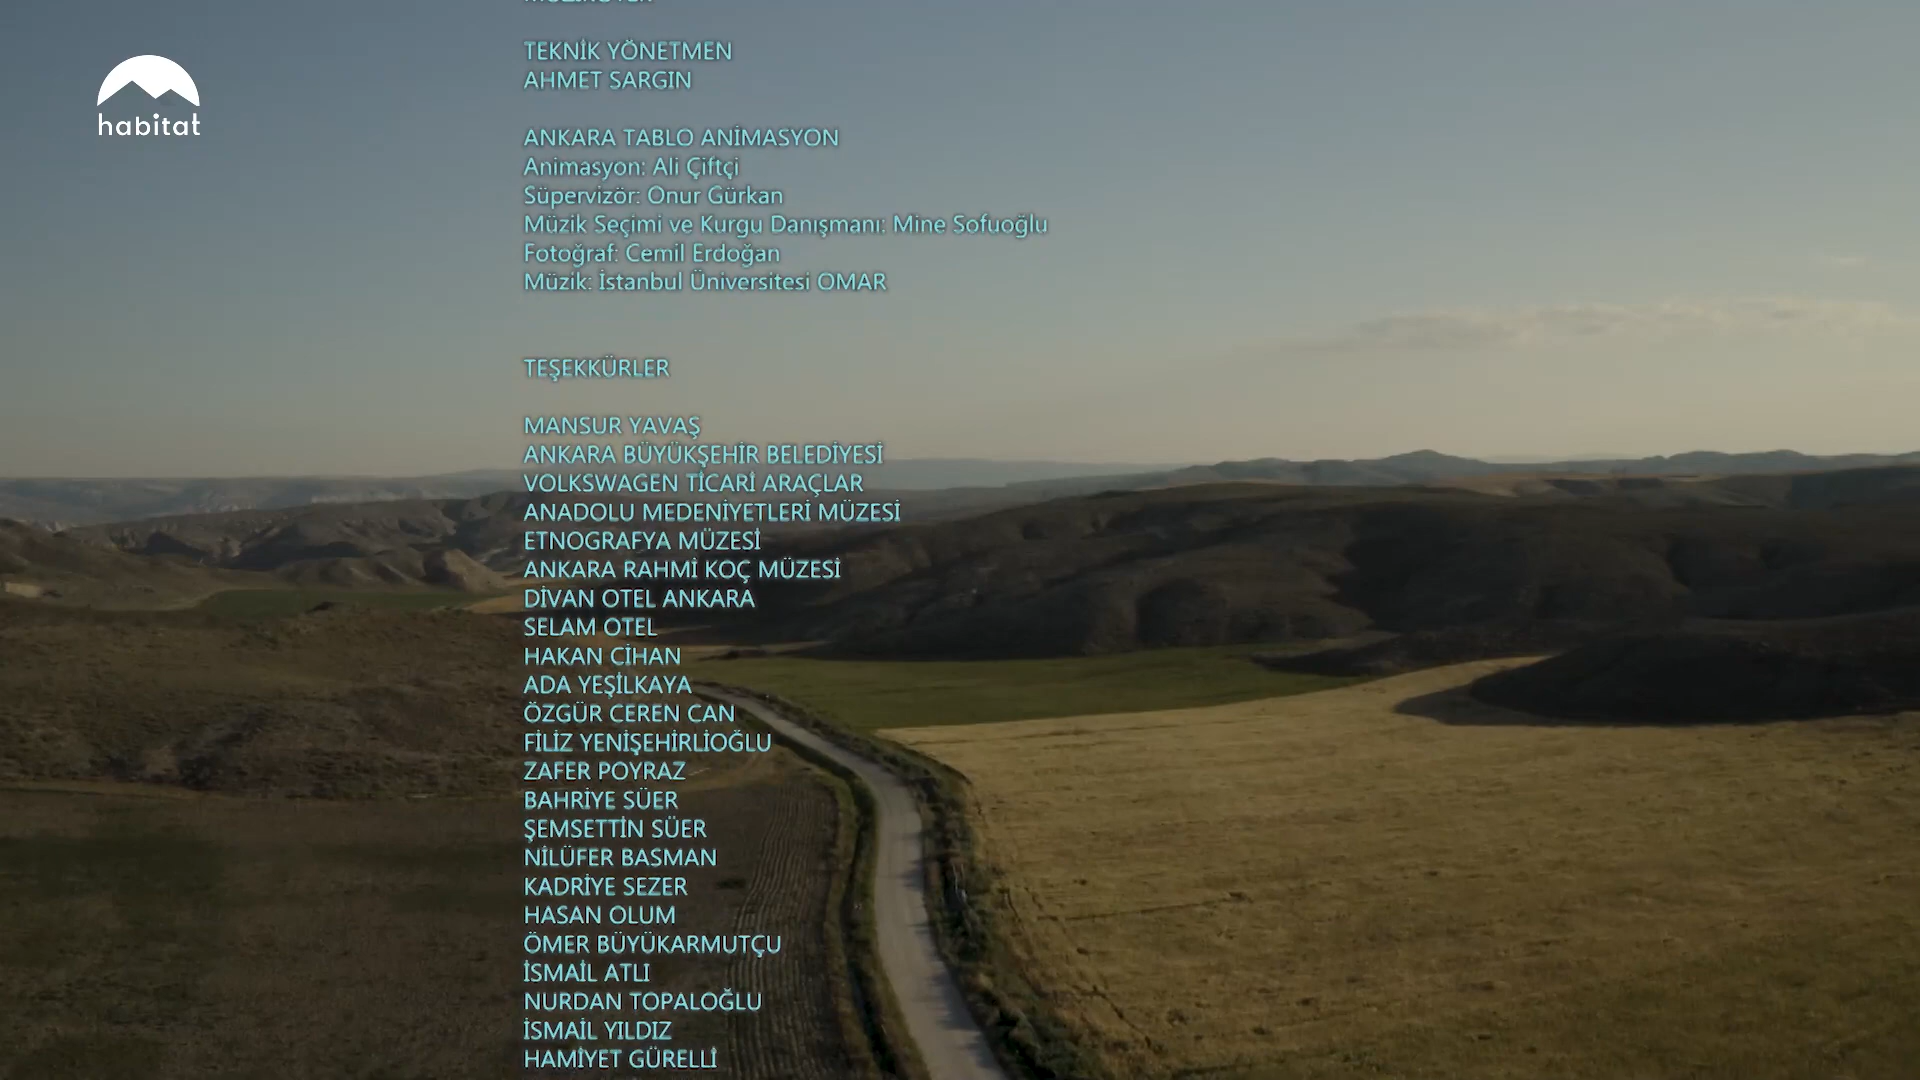 habitat
TEKNİK YÖNETMEN
AHMET SARGIN
ANKARA TABLO ANİMASYON
Animasyon: Ali Çiftçi
Süpervizör: Onur Gürkan
Müzik Seçimi ve Kurgu Danışmanı: Mine Sofuoğlu
Fotoğraf: Cemil Erdoğan
Müzik: İstanbul Üniversitesi OMAR
TEŞEKKÜRLER
MANSUR YAVAŞ
ANKARA BÜYÜKŞEHİR BELEDİYESİ
VOLKSWAGEN TİCARİ ARAÇLAR
ANADOLU MEDENİYETLERİ MÜZESİ
ETNOGRAFYA MÜZESİ
ANKARA RAHMİ KOÇ MÜZESİ
DİVAN OTEL ANKARA
SELAM OTEL
HAKAN CİHAN
ADA YEŞİLKAYA
ÖZGÜR CEREN CAN
FİLİZ YENİŞEHİRLİOĞLU
ZAFER POYRAZ
BAHRİYE SÜER
ŞEMSETTİN SÜER
NİLÜFER BASMAN
KADRİYE SEZER
HASAN OLUM
ÖMER BÜYÜKARMUTÇU
İSMAİL ATLI
NURDAN TOPALOĞLU
İSMAİL YILDIZ
HAMİYET GÜRELLİ